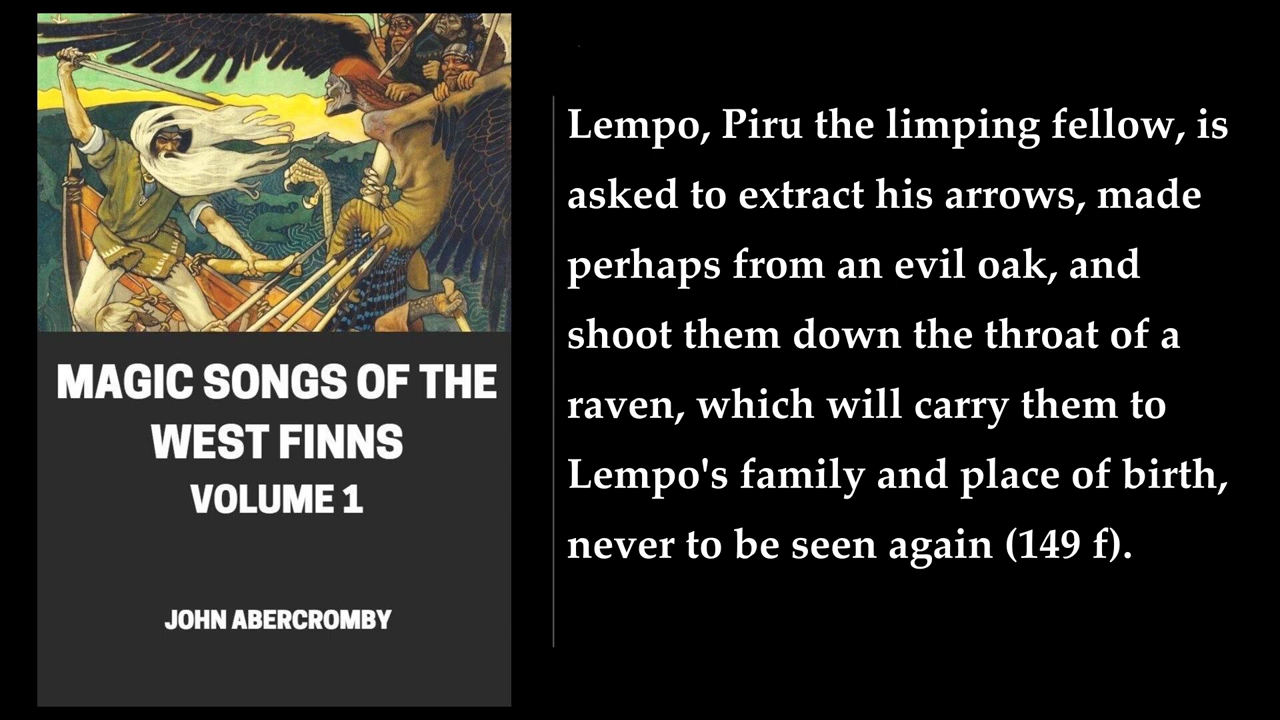 MAGIC SONGS OF THE
WEST FINNS
VOLUME 1
JOHN ABERCROMBY
Lempo, Piru the limping fellow, is
asked to extract his arrows, made
perhaps from an evil oak, and
shoot them down the throat of a
raven, which will carry them to
Lempo's family and place of birth,
never to be seen again (149 f).